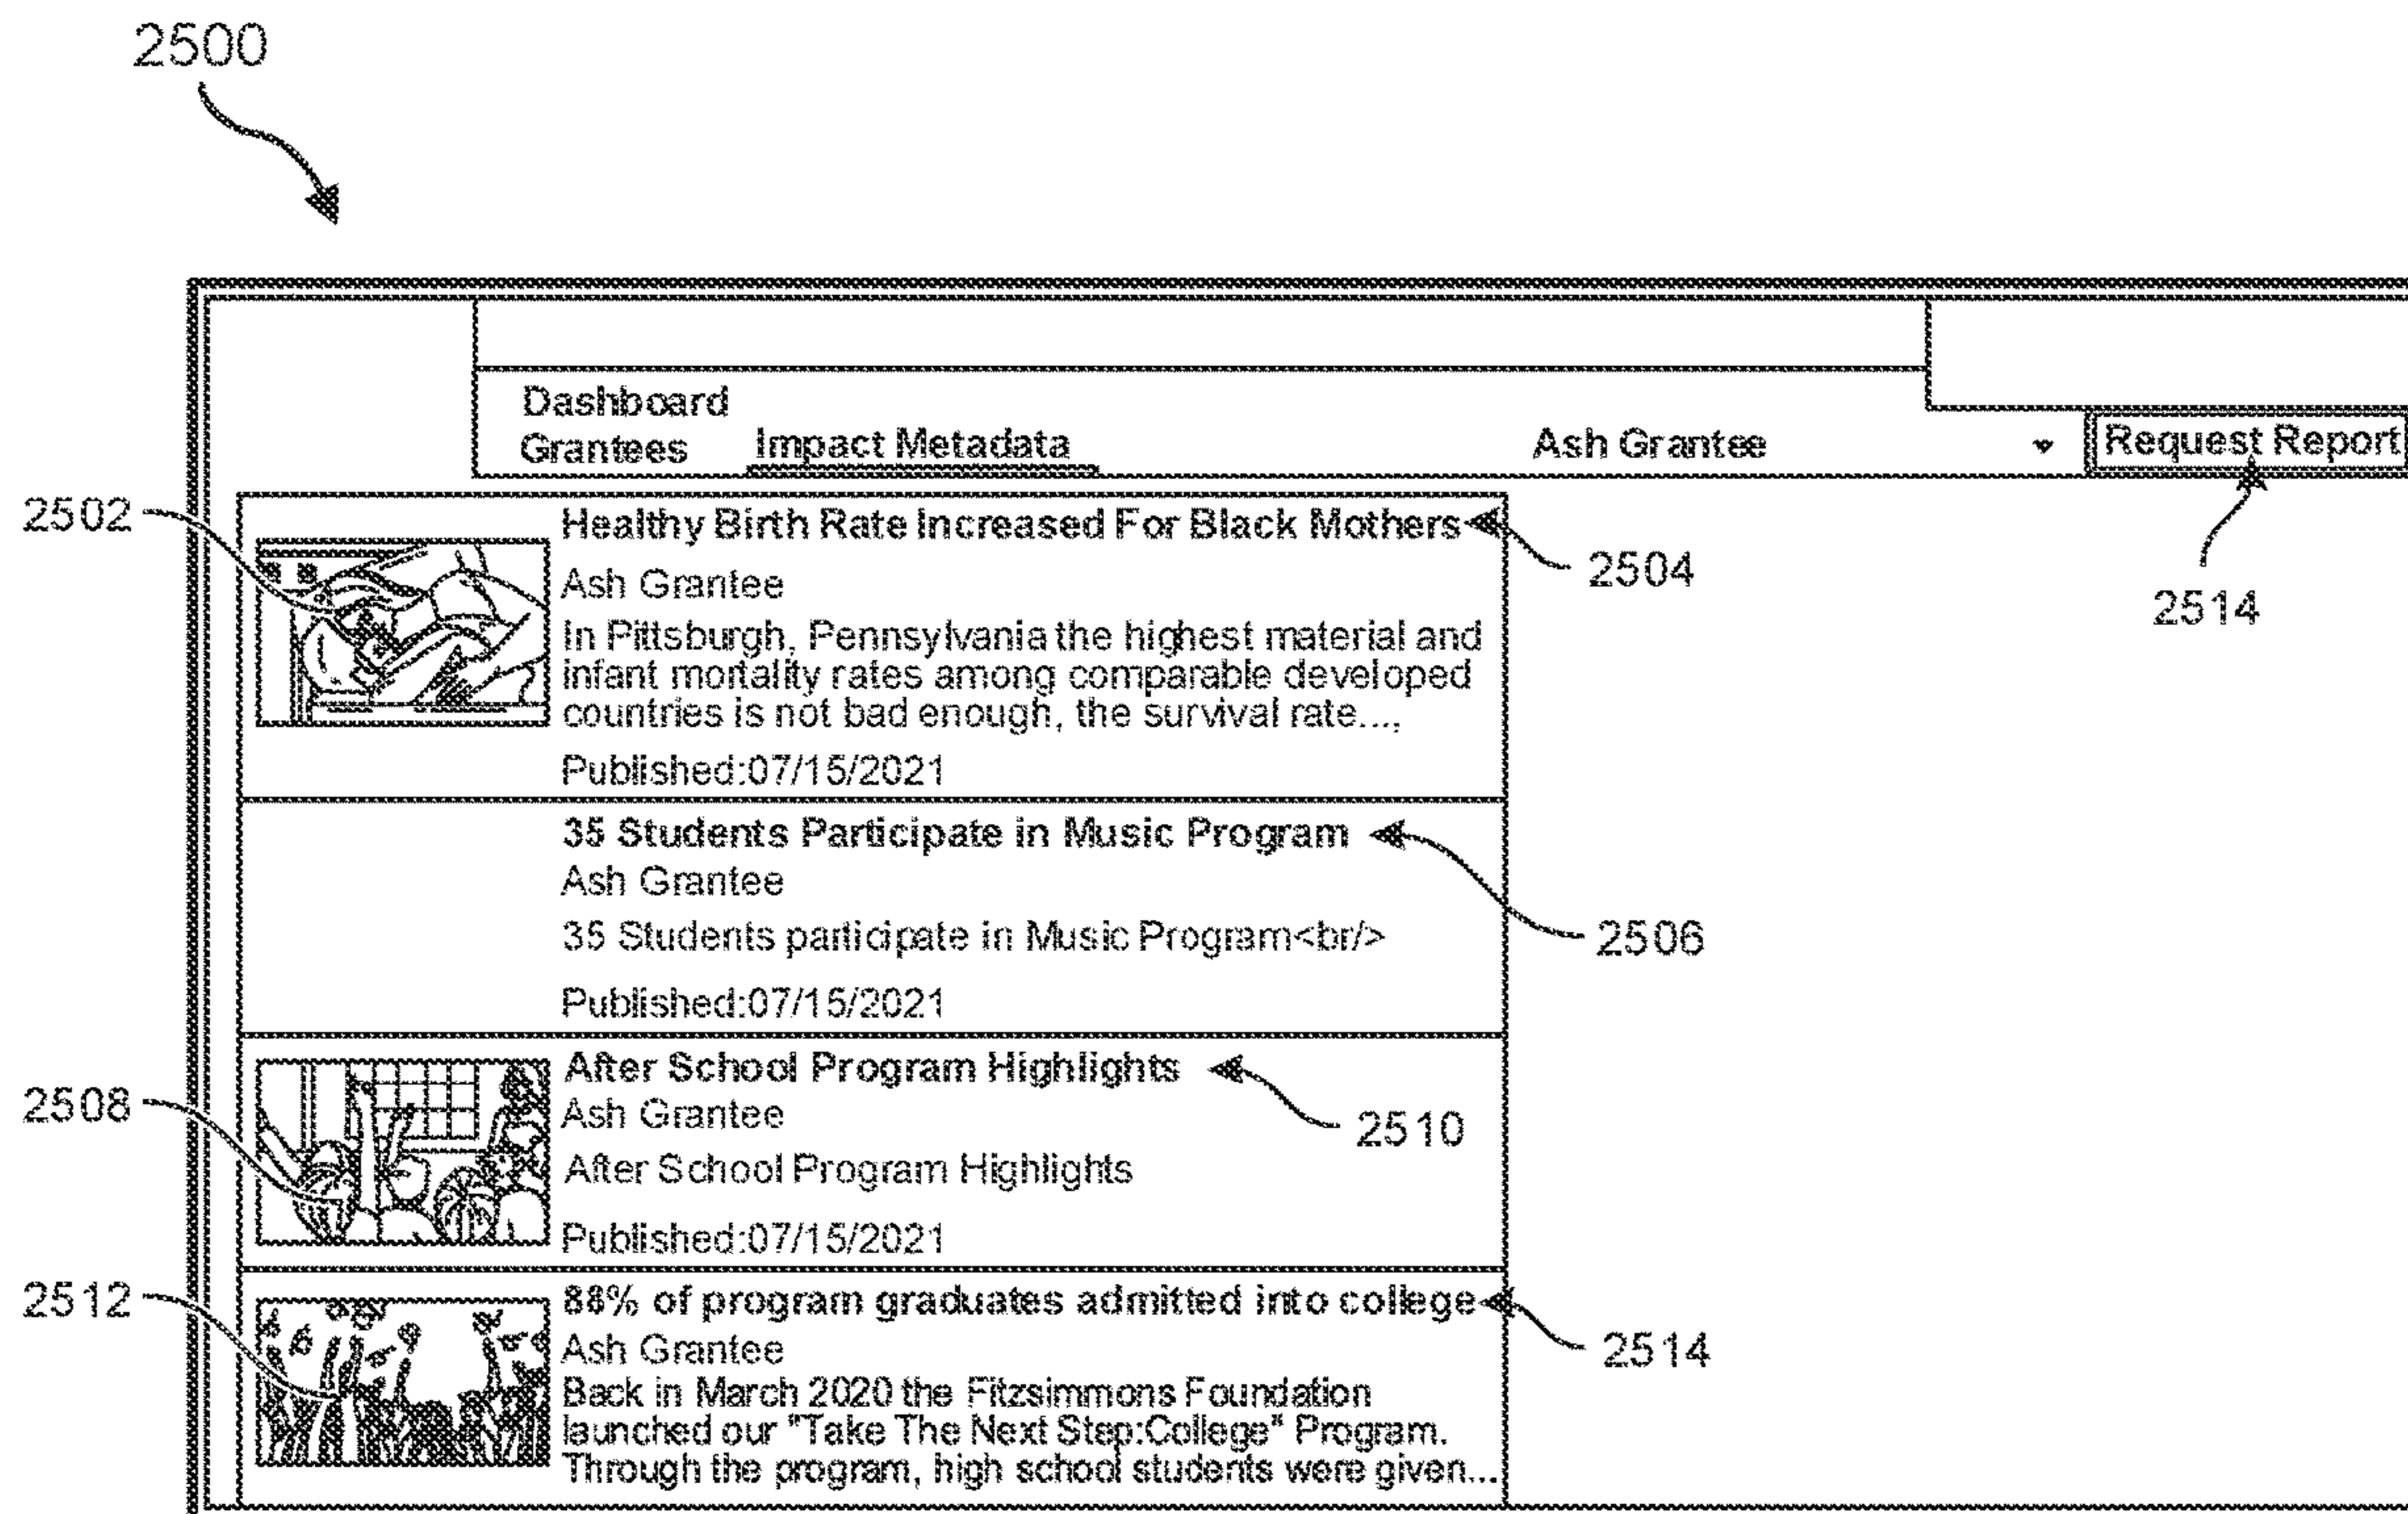 2500
Dashboard
Grantees Impact Metadata Ash Grantee Request Report
2514
2502
Healthy Birth Rate Increased For Black Mothers
2504
Ash Grantee
In Pittsburgh, Pennsylvania the highest material and
infant mortality rates among comparable developed
countries is not bad enough, the survival rate...,
Published:07/15/2021
35 Students Participate in Music Program
2506
Ash Grantee
35 Students participate in Music Program<br/>
Published:07/15/2021
2508
After School Program Highlights
2510
Ash Grantee
After School Program Highlights
Published:07/15/2021
2512
88% of program graduates admitted into college
2514
Ash Grantee
Back in March 2020 the Fitzsimmons Foundation
launched our "Take The Next Step:College" Program.
Through the program, high school students were given...